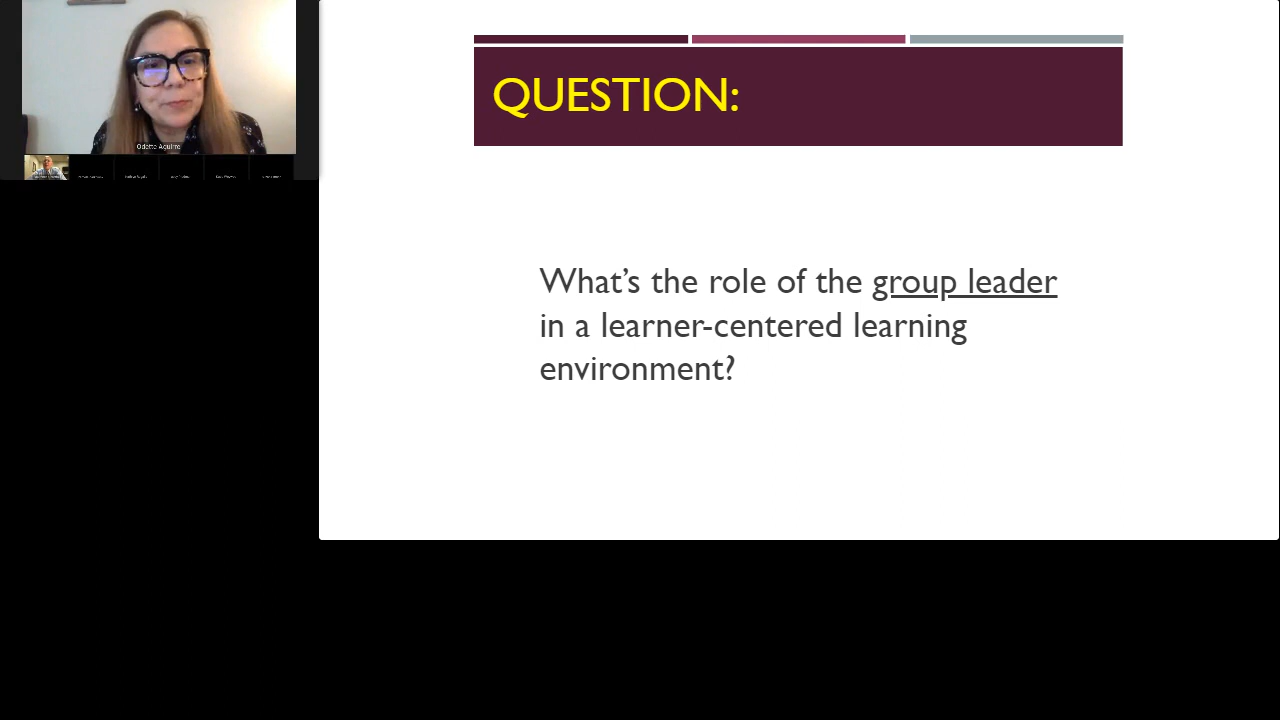 Odette Aguirre
QUESTION:
What's the role of the group leader
in a learner-centered learning
environment?